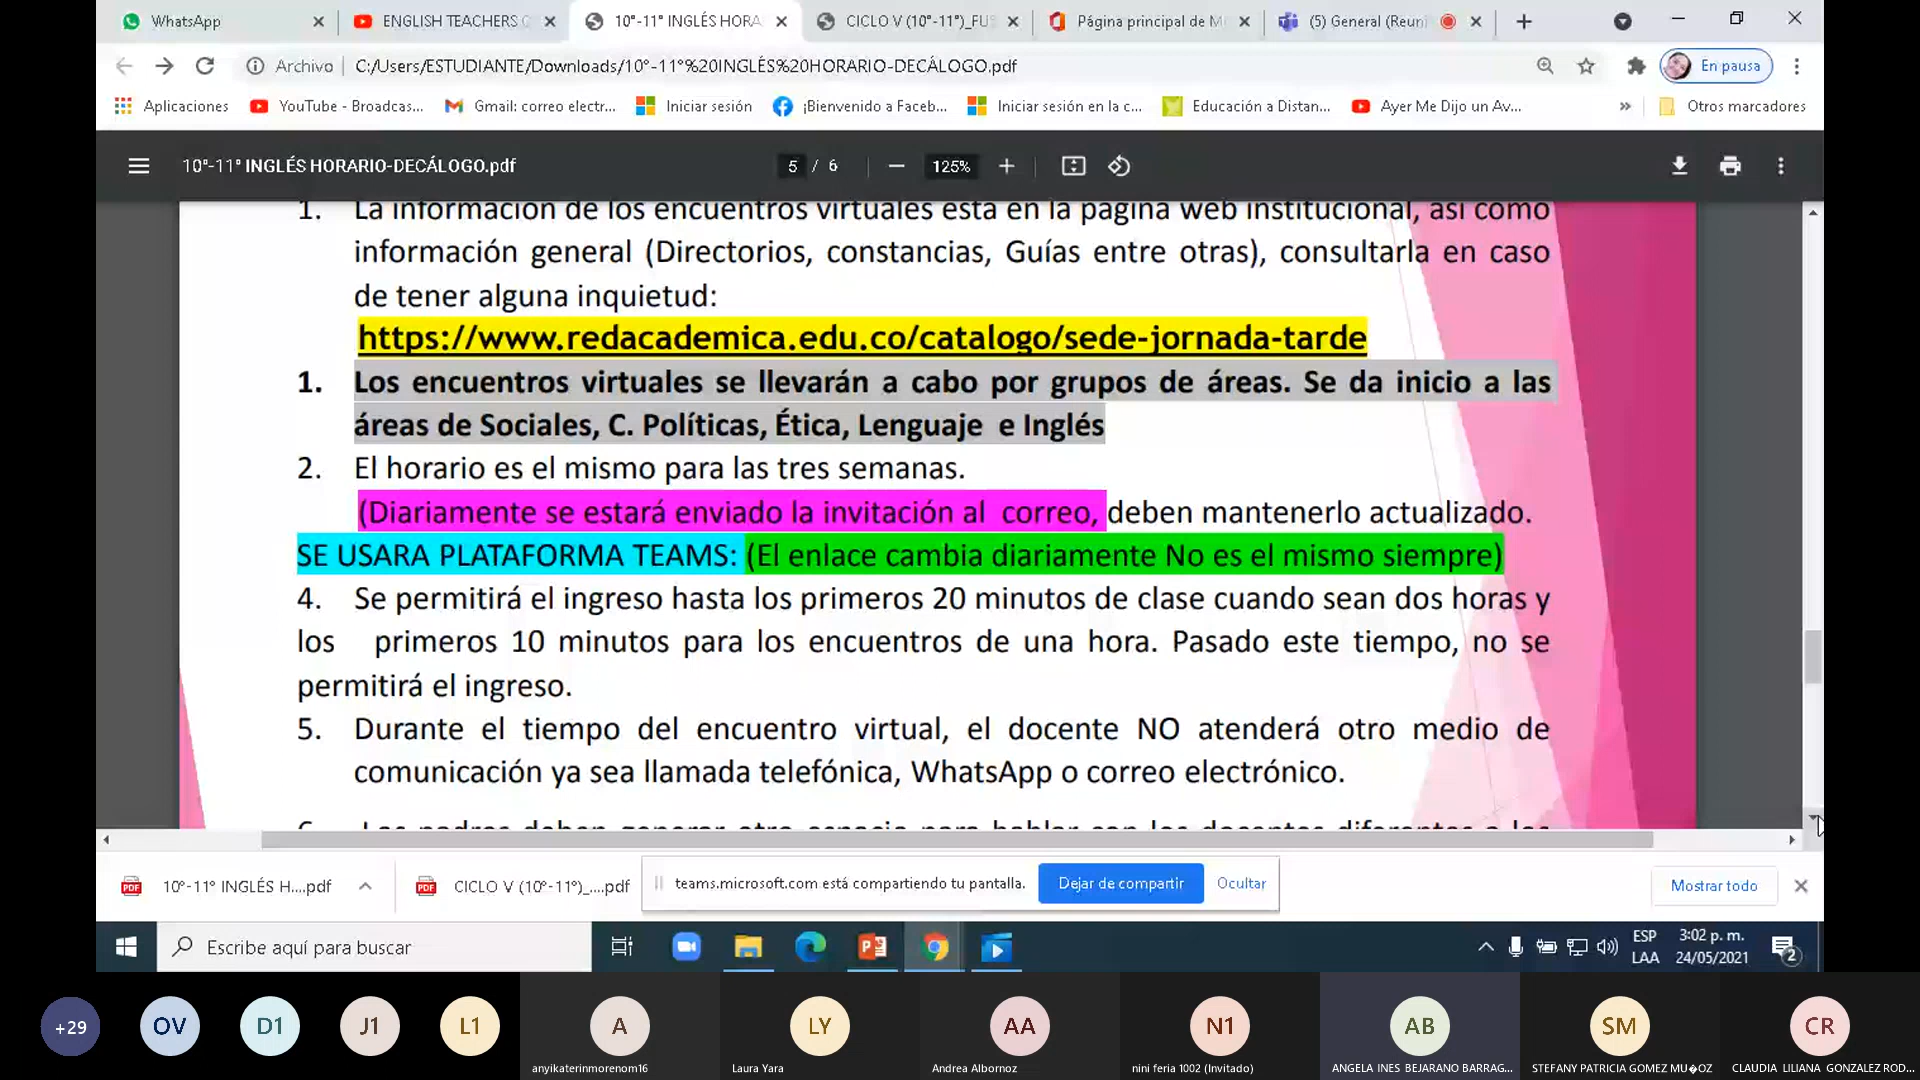 WhatsApp
ENGLISH TEACHERS
10°-11° INGLÉS HORA
CICLO V (10°-11°)_FU
Página principal de M
(5) General (Reuni
Archivo
C:/Users/ESTUDIANTE/Downloads/10°-11°%20INGLÉS%20HORARIO-DECÁLOGO.pdf
En pausa
Aplicaciones
YouTube - Broadcas...
Gmail: correo electr...
Iniciar sesión
¡Bienvenido a Faceb...
Iniciar sesión en la c...
Educación a Distan...
Ayer Me Dijo un Av...
»
Otros marcadores
10°-11° INGLÉS HORARIO-DECÁLOGO.pdf
5 / 6
125%
1. La información de los encuentros virtuales está en la página web institucional, así como
información general (Directorios, constancias, Guías entre otras), consultarla en caso
de tener alguna inquietud:
https://www.redacademica.edu.co/catalogo/sede-jornada-tarde
1. Los encuentros virtuales se llevarán a cabo por grupos de áreas. Se da inicio a las
áreas de Sociales, C. Políticas, Ética, Lenguaje e Inglés
2. El horario es el mismo para las tres semanas.
(Diariamente se estará enviado la invitación al correo, deben mantenerlo actualizado.
SE USARA PLATAFORMA TEAMS: (El enlace cambia diariamente No es el mismo siempre)
4. Se permitirá el ingreso hasta los primeros 20 minutos de clase cuando sean dos horas y
los primeros 10 minutos para los encuentros de una hora. Pasado este tiempo, no se
permitirá el ingreso.
5. Durante el tiempo del encuentro virtual, el docente NO atenderá otro medio de
comunicación ya sea llamada telefónica, WhatsApp o correo electrónico.
10°-11° INGLÉS H....pdf
CICLO V (10°-11°)_....pdf
teams.microsoft.com está compartiendo tu pantalla.
Dejar de compartir
Ocultar
Mostrar todo
Escribe aquí para buscar
ESP
LAA
3:02 p. m.
24/05/2021
2
+29
OV
D1
J1
L1
A
LY
AA
N1
AB
SM
CR
anyikaterinmorenom16
Laura Yara
Andrea Albornoz
nini feria 1002 (Invitado)
ANGELA INES BEJARANO BARRAG...
STEFANY PATRICIA GOMEZ MU�OZ
CLAUDIA LILIANA GONZALEZ ROD...